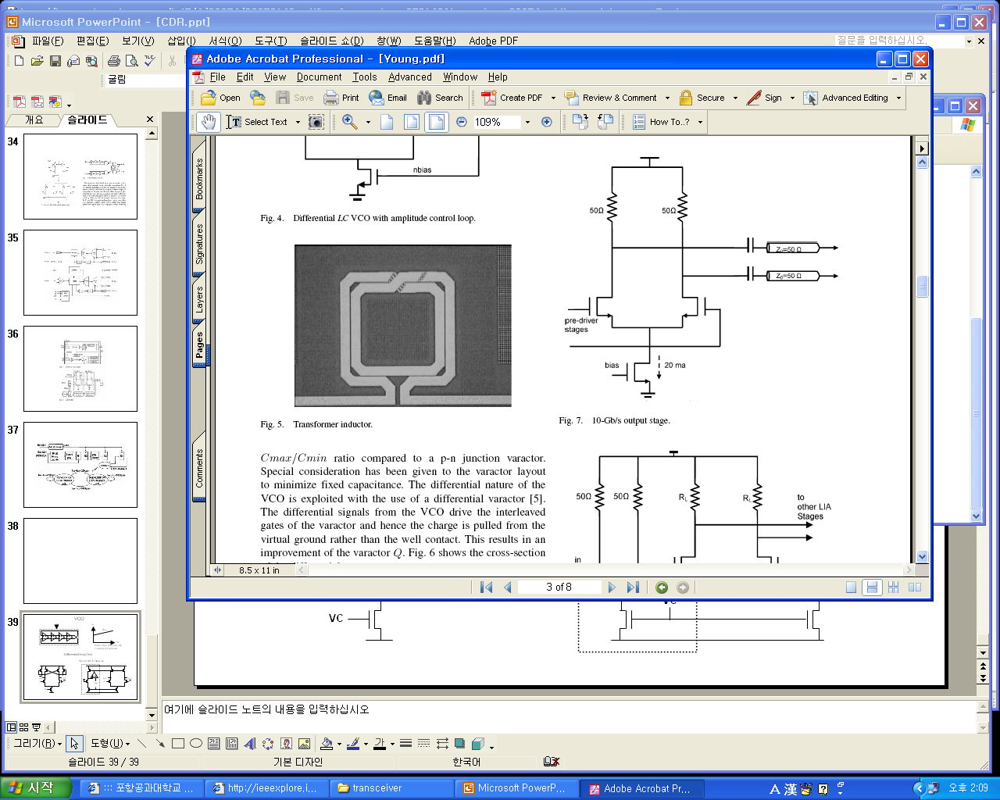 Microsoft PowerPoint - [CDR.ppt]
파일(F) 편집(E) 보기(V) 삽입(I) 서식(O) 도구(T) 슬라이드 쇼(D) 창(W) 도움말(H) Adobe PDF
질문을 입력하십시오.
굴림
개요 슬라이드
34
35
36
37
38
39
Adobe Acrobat Professional - [Young.pdf]
File Edit View Document Tools Advanced Window Help
Open Save Print Email Search Create PDF Review & Comment Secure Sign Advanced Editing
Select Text 109% How To..?
Bookmarks
Signatures
Layers
Pages
Comments
nbias
Fig. 4. Differential LC VCO with amplitude control loop.
Fig. 5. Transformer inductor.
Cmax/Cmin ratio compared to a p-n junction varactor.
Special consideration has been given to the varactor layout
to minimize fixed capacitance. The differential nature of the
VCO is exploited with the use of a differential varactor [5].
The differential signals from the VCO drive the interleaved
gates of the varactor and hence the charge is pulled from the
virtual ground rather than the well contact. This results in an
improvement of the varactor Q. Fig. 6 shows the cross-section
50Ω 50Ω
Z0=50 Ω
Z0=50 Ω
pre-driver
stages
bias 20 ma
Fig. 7. 10-Gb/s output stage.
50Ω 50Ω RL RL
to
other LIA
Stages
in
8.5 x 11 in
3 of 8
VC
VC
VCO
여기에 슬라이드 노트의 내용을 입력하십시오
그리기(R) 도형(U) 가
슬라이드 39 / 39 기본 디자인 한국어
시작
::: 포항공과대학교 ...
http://ieeexplore.i...
transceiver
Microsoft PowerP...
Adobe Acrobat Pr...
A 漢
오후 2:09